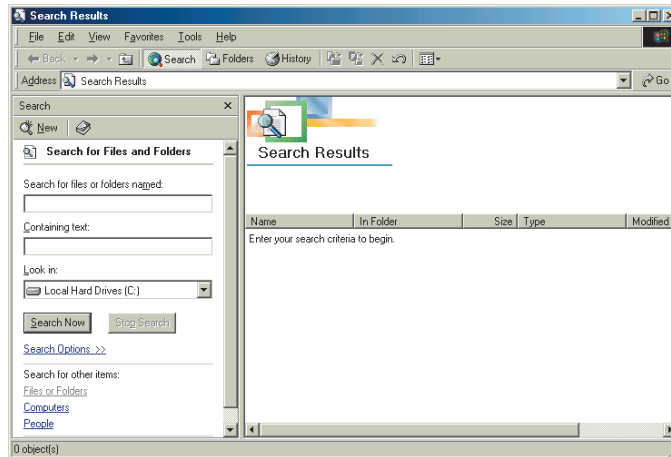 Search Results
File Edit View Favorites Tools Help
Back Search Folders History
Address Search Results Go
Search
New
Search for Files and Folders
Search for files or folders named:
Containing text:
Look in:
Local Hard Drives (C:)
Search Now Stop Search
Search Options >>
Search for other items:
Files or Folders
Computers
People
Search Results
Name In Folder Size Type Modified
Enter your search criteria to begin.
0 object(s)